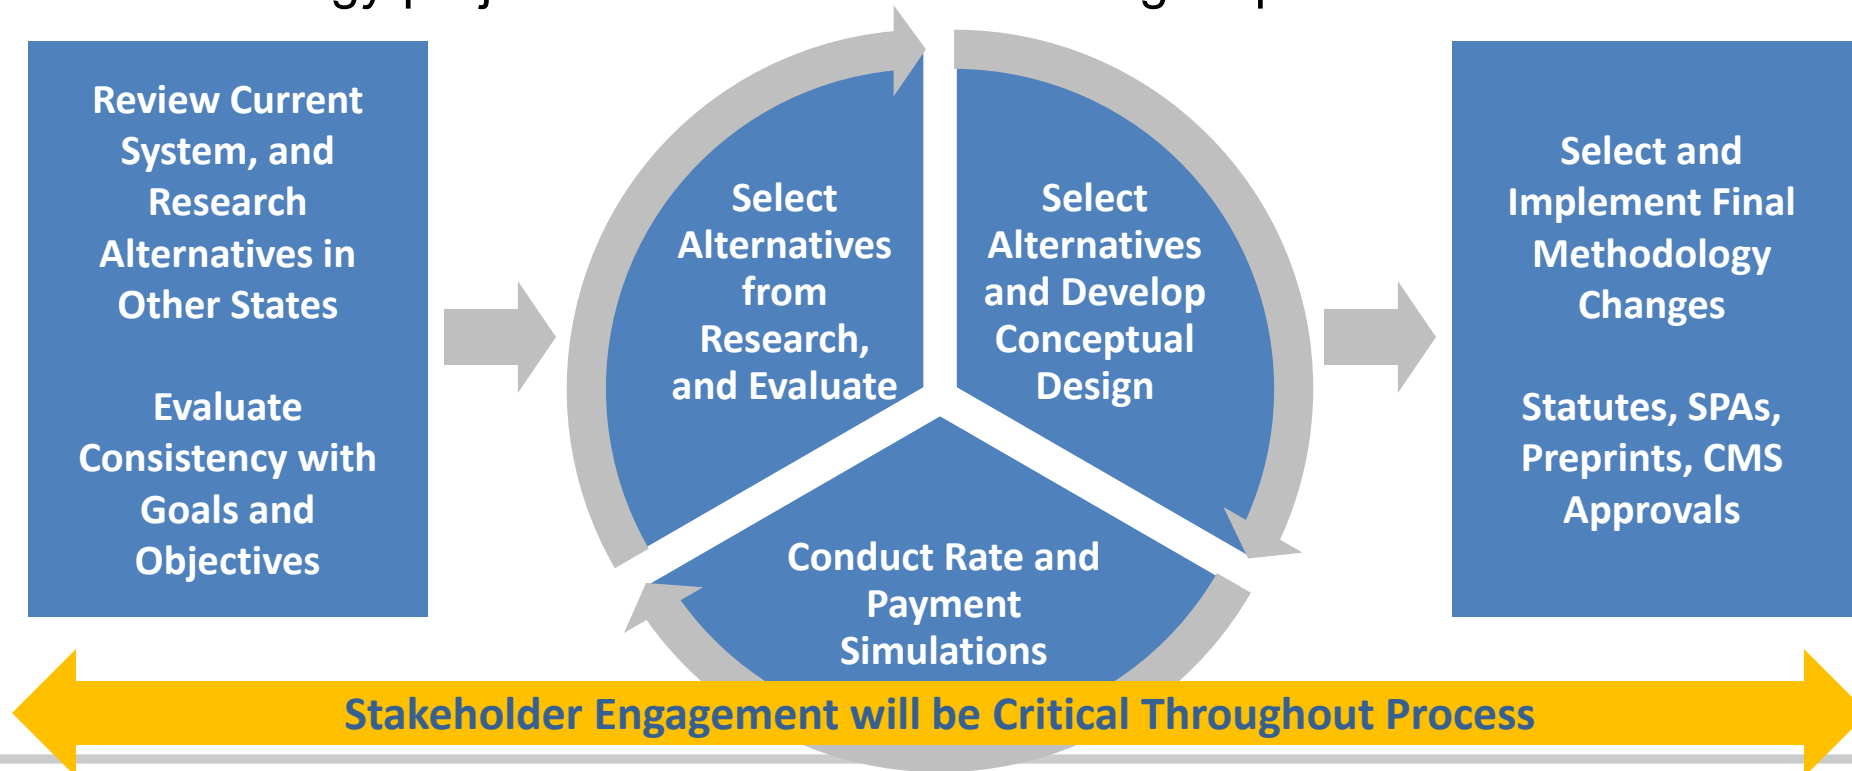 Review Current
System, and
Research
Alternatives in
Other States
Evaluate
Consistency with
Goals and
Objectives
Select
Alternatives
from
Research,
and Evaluate
Select
Alternatives
and Develop
Conceptual
Design
Conduct Rate and
Payment
Simulations
Select and
Implement Final
Methodology
Changes
Statutes, SPAs,
Preprints, CMS
Approvals
Stakeholder Engagement will be Critical Throughout Process